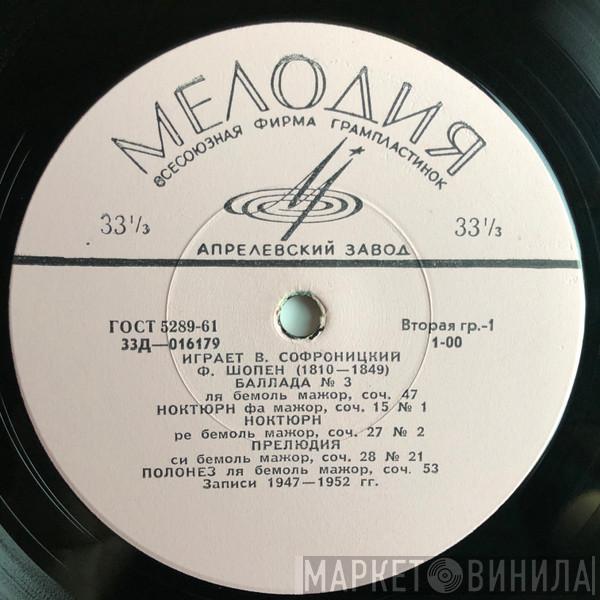 МЕЛОДИЯ
ВСЕСОЮЗНАЯ ФИРМА ГРАМПЛАСТИНОК
33⅓ 33⅓
АПРЕЛЕВСКИЙ ЗАВОД
ГОСТ 5289-61 Вторая гр.-1
33Д—016179 1-00
ИГРАЕТ В. СОФРОНИЦКИЙ
Ф. ШОПЕН (1810—1849)
БАЛЛАДА № 3
ля бемоль мажор, соч. 47
НОКТЮРН фа мажор, соч. 15 № 1
НОКТЮРН
ре бемоль мажор, соч. 27 № 2
ПРЕЛЮДИЯ
си бемоль мажор, соч. 28 № 21
ПОЛОНЕЗ ля бемоль мажор, соч. 53
Записи 1947—1952 гг.
МАРКЕТ ВИНИЛА